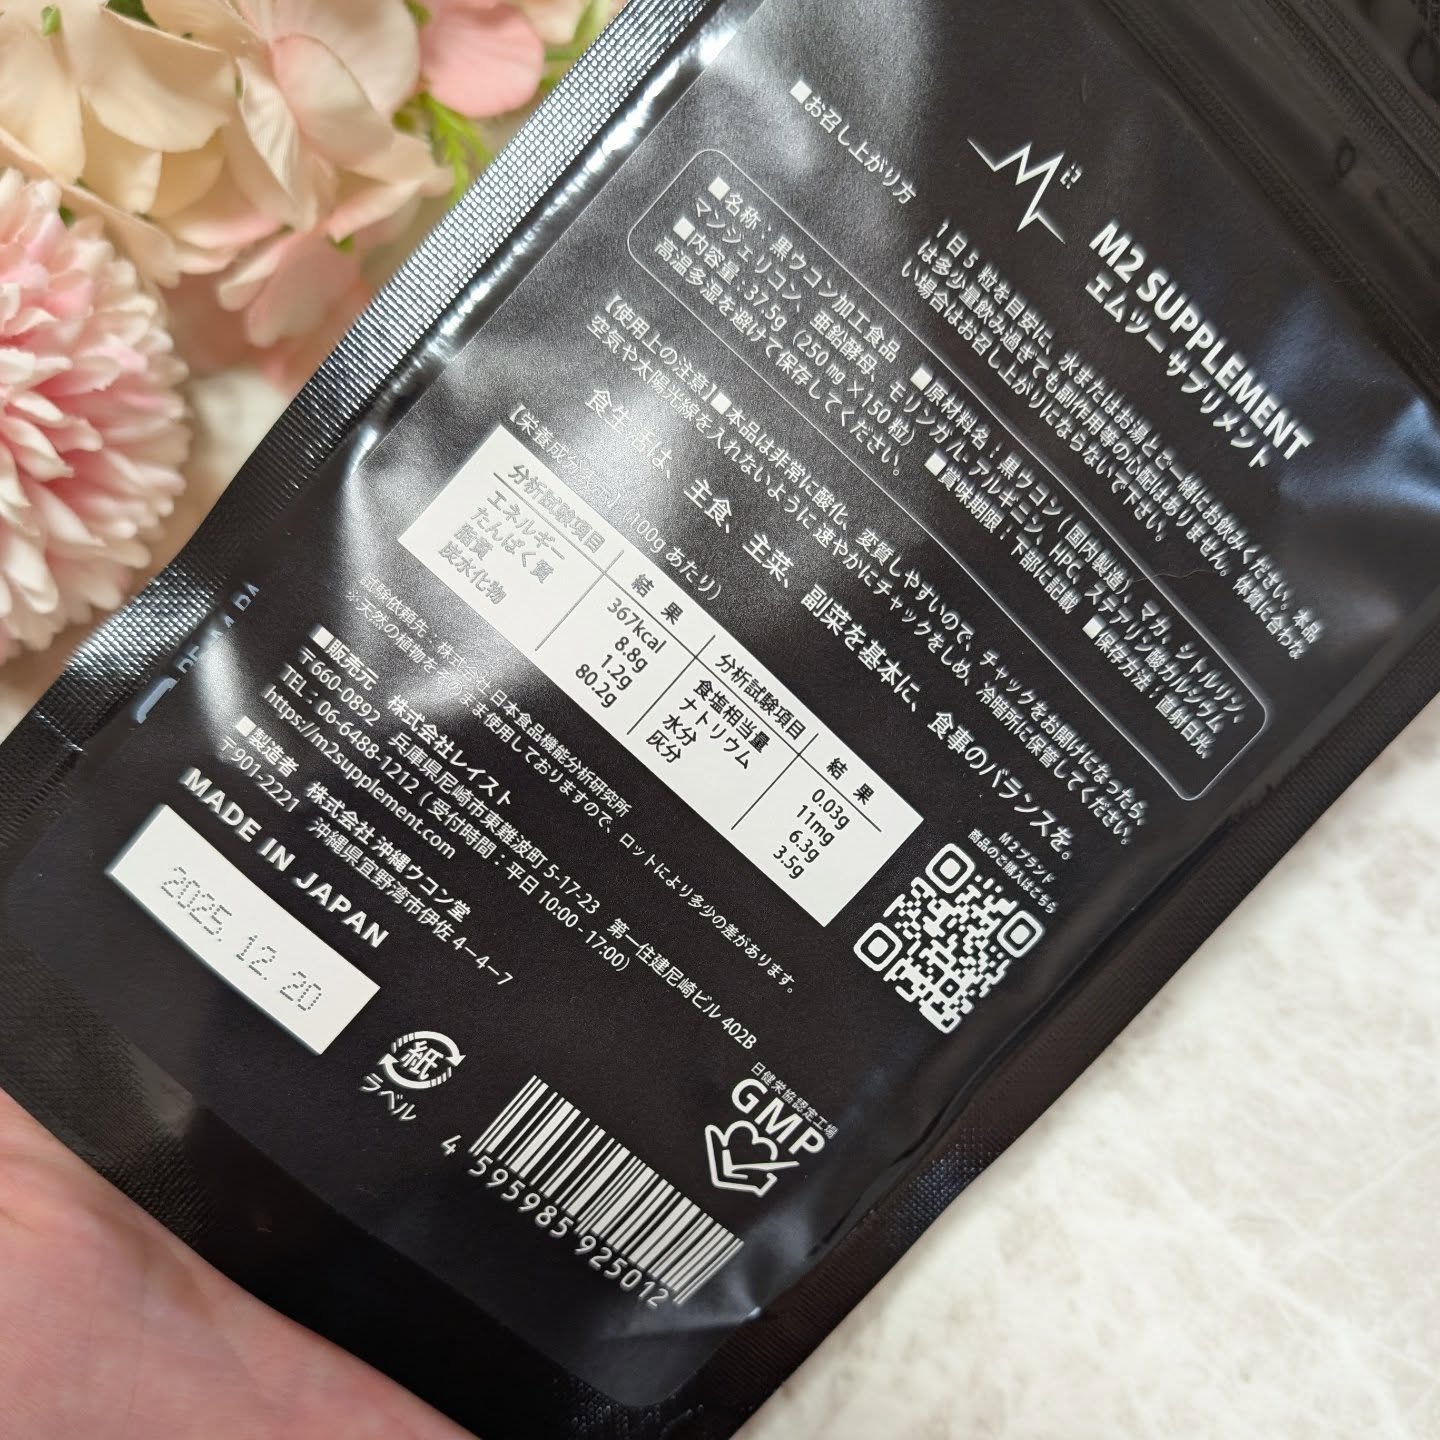 M2 SUPPLEMENT
エムツーサプリメント
■お召し上がり方
1日5粒を目安に、水またはお湯とご一緒にお飲みください。本品
は多少量飲み過ぎても副作用等の心配はありません。体質に合わな
い場合はお召し上がりにならないで下さい。
■名称：黒ウコン加工食品 ■原材料名：黒ウコン（国内製造）、マカ、シトルリン、
マンジェリコン、亜鉛酵母、モリンガ/L-アルギニン、HPC、ステアリン酸カルシウム
■内容量：37.5g（250㎎×150粒） ■賞味期限：下部に記載 ■保存方法：直射日光、
高温多湿を避けて保存してください。
【使用上の注意】■本品は非常に酸化、変質しやすいので、チャックをお開けになったら、
空気や太陽光線を入れないように速やかにチャックをしめ、冷暗所に保管してください。
食生活は、主食、主菜、副菜を基本に、食事のバランスを。
【栄養成分表示】（100g あたり）
分析試験項目 結果 分析試験項目 結果
エネルギー 367kcal 食塩相当量 0.03g
たんぱく質 8.8g ナトリウム 11mg
脂質 1.2g 水分 6.3g
炭水化物 80.2g 灰分 3.5g
試験依頼先：株式会社日本食品機能分析研究所
※天然の植物をそのまま使用しておりますので、ロットにより多少の差があります。
■販売元 株式会社レイスト
〒660-0892 兵庫県尼崎市東難波町 5-17-23 第一住建尼崎ビル 402B
TEL：06-6488-1212（受付時間：平日 10:00 - 17:00）
https://m2supplement.com
■製造者 株式会社 沖縄ウコン堂
〒901-2221 沖縄県宜野湾市伊佐 4−4−7
MADE IN JAPAN
2025.12.20
M2ブランド
商品のご購入はこちら
紙
ラベル
日健栄協認定工場
GMP
4 595985 925012